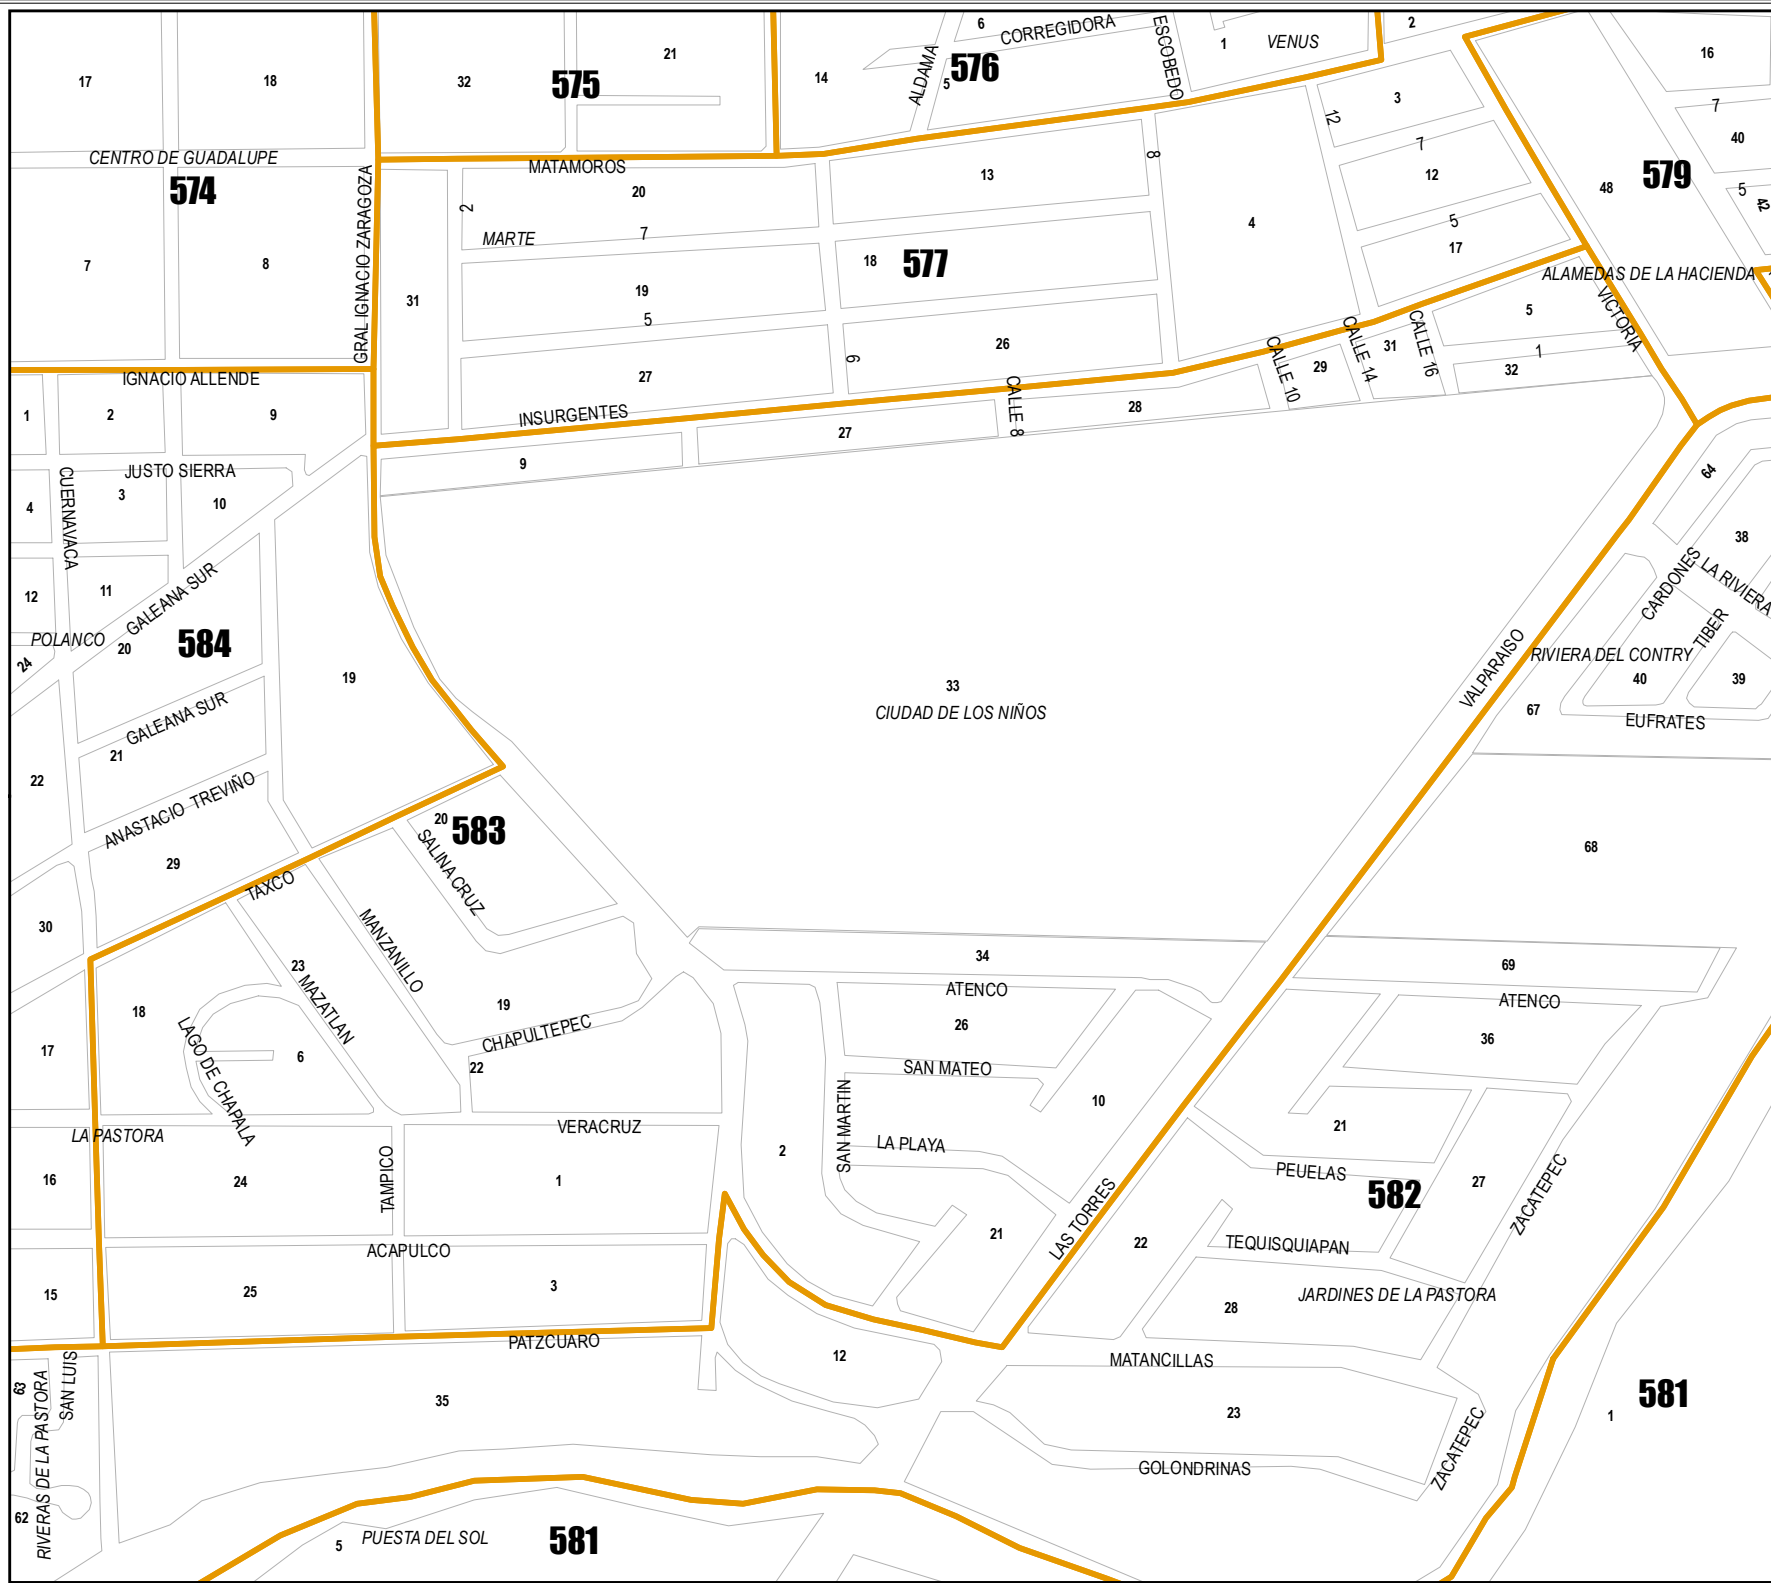 6
CORREGIDORA
ESCOBEDO
1
VENUS
2
16
17
18
32
575
21
14
ALDAMA
5
576
3
7
40
12
7
CENTRO DE GUADALUPE
574
MATAMOROS
GRAL IGNACIO ZARAGOZA
20
13
8
12
48
579
5
42
2
MARTE
7
18
577
4
5
17
7
8
31
19
5
ALAMEDAS DE LA HACIENDA
VICTORIA
5
27
6
26
CALLE 10
29
CALLE 14
31
CALLE 16
1
32
IGNACIO ALLENDE
1
2
9
INSURGENTES
CALLE 8
28
27
9
JUSTO SIERRA
CUERNAVACA
4
3
10
64
38
12
11
GALEANA SUR
CARDONES
LA RIVIERA
POLANCO
20
584
24
TIBER
RIVIERA DEL CONTRY
VALPARAISO
19
33
CIUDAD DE LOS NIÑOS
40
39
67
EUFRATES
GALEANA SUR
21
22
ANASTACIO TREVIÑO
20
583
SALINA CRUZ
68
29
TAXCO
30
MANZANILLO
23
MAZATLAN
34
69
ATENCO
ATENCO
18
19
LAGO DE CHAPALA
CHAPULTEPEC
26
36
17
6
22
SAN MATEO
10
SAN MARTIN
VERACRUZ
LA PASTORA
21
2
LA PLAYA
PEUELAS
582
27
ZACATEPEC
16
24
TAMPICO
1
LAS TORRES
21
22
TEQUISQUIAPAN
ACAPULCO
15
25
3
28
JARDINES DE LA PASTORA
PATZCUARO
12
MATANCILLAS
63
SAN LUIS
RIVIERAS DE LA PASTORA
35
23
581
1
ZACATEPEC
GOLONDRINAS
62
5
PUESTA DEL SOL
581